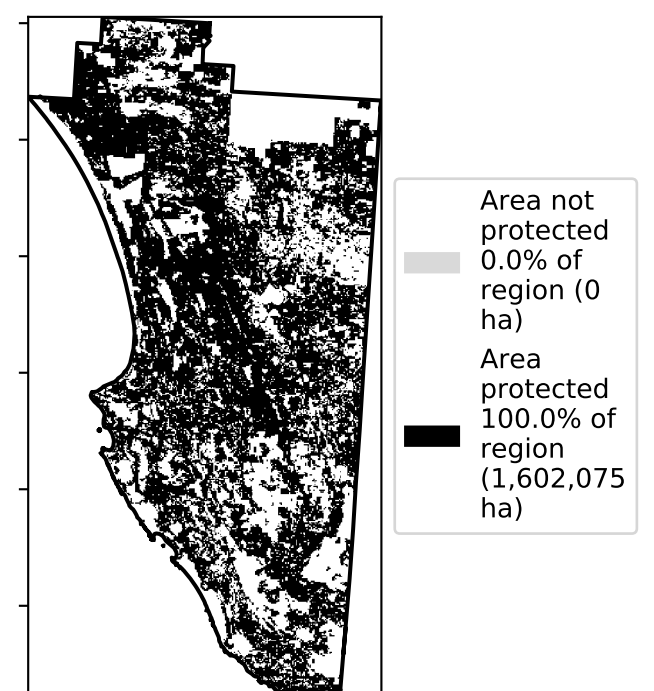 Area not
protected
0.0% of
region (0
ha)
Area
protected
100.0% of
region
(1,602,075
ha)